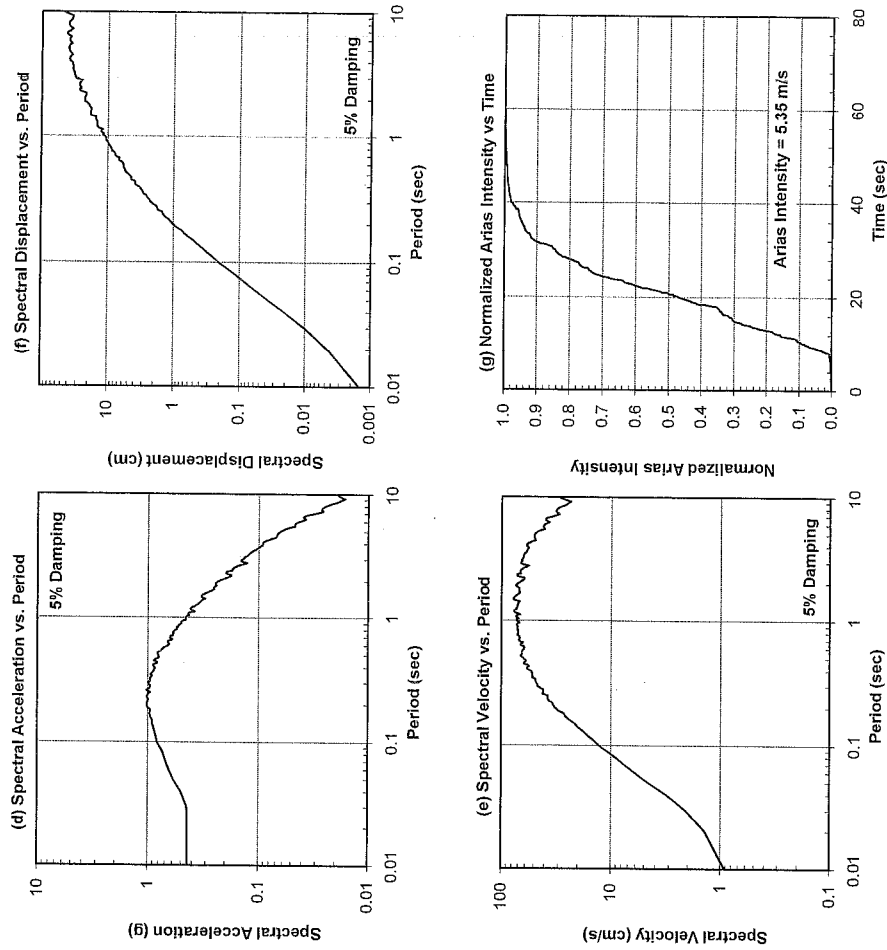 (d) Spectral Acceleration vs. Period
5% Damping
Spectral Acceleration (g)
10
1
0.1
0.01
0.01
0.1
1
10
Period (sec)
(f) Spectral Displacement vs. Period
5% Damping
Spectral Displacement (cm)
10
1
0.1
0.01
0.001
0.01
0.1
1
10
Period (sec)
(e) Spectral Velocity vs. Period
5% Damping
Spectral Velocity (cm/s)
100
10
1
0.1
0.01
0.1
1
10
Period (sec)
(g) Normalized Arias Intensity vs Time
Arias Intensity = 5.35 m/s
Normalized Arias Intensity
1.0
0.9
0.8
0.7
0.6
0.5
0.4
0.3
0.2
0.1
0.0
0
20
40
60
80
Time (sec)